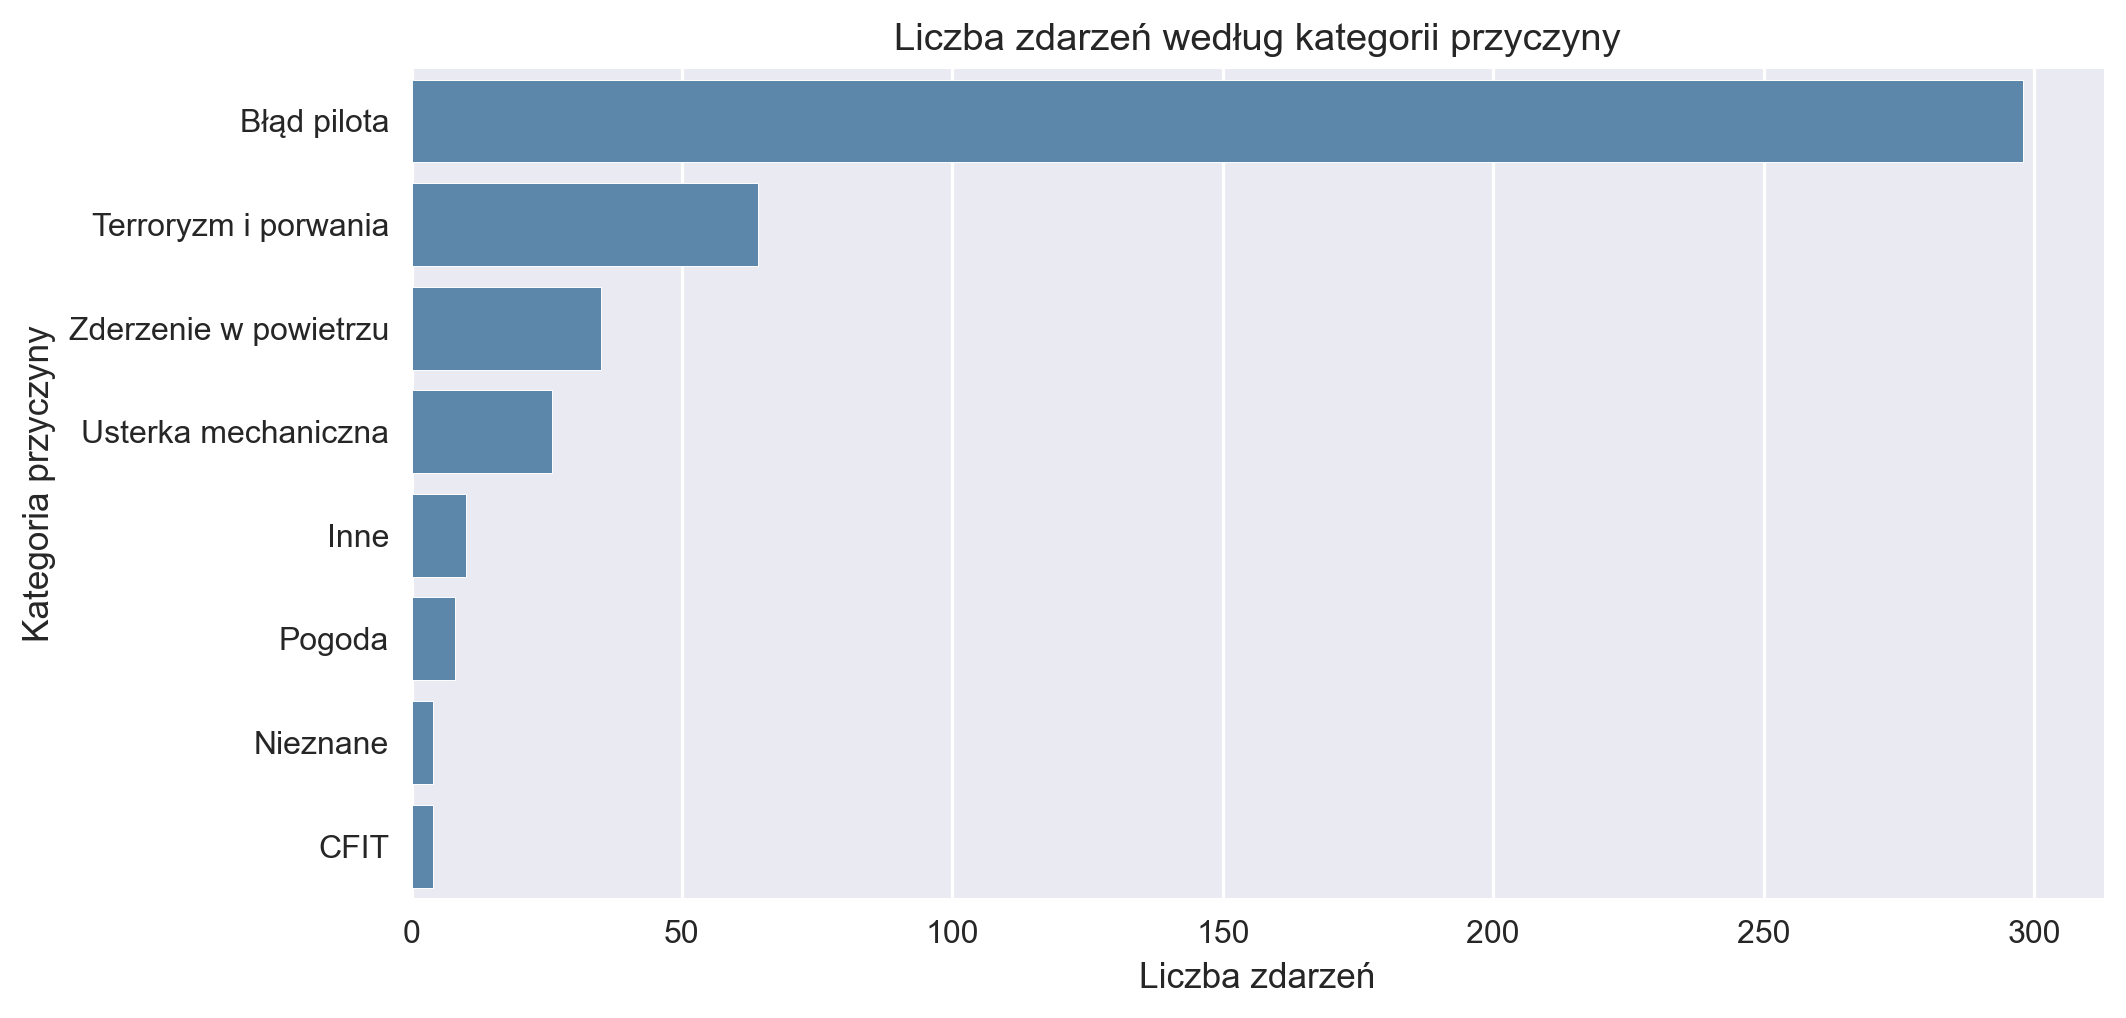 Liczba zdarzeń według kategorii przyczyny
Kategoria przyczyny
Błąd pilota
Terroryzm i porwania
Zderzenie w powietrzu
Usterka mechaniczna
Inne
Pogoda
Nieznane
CFIT
0 50 100 150 200 250 300
Liczba zdarzeń